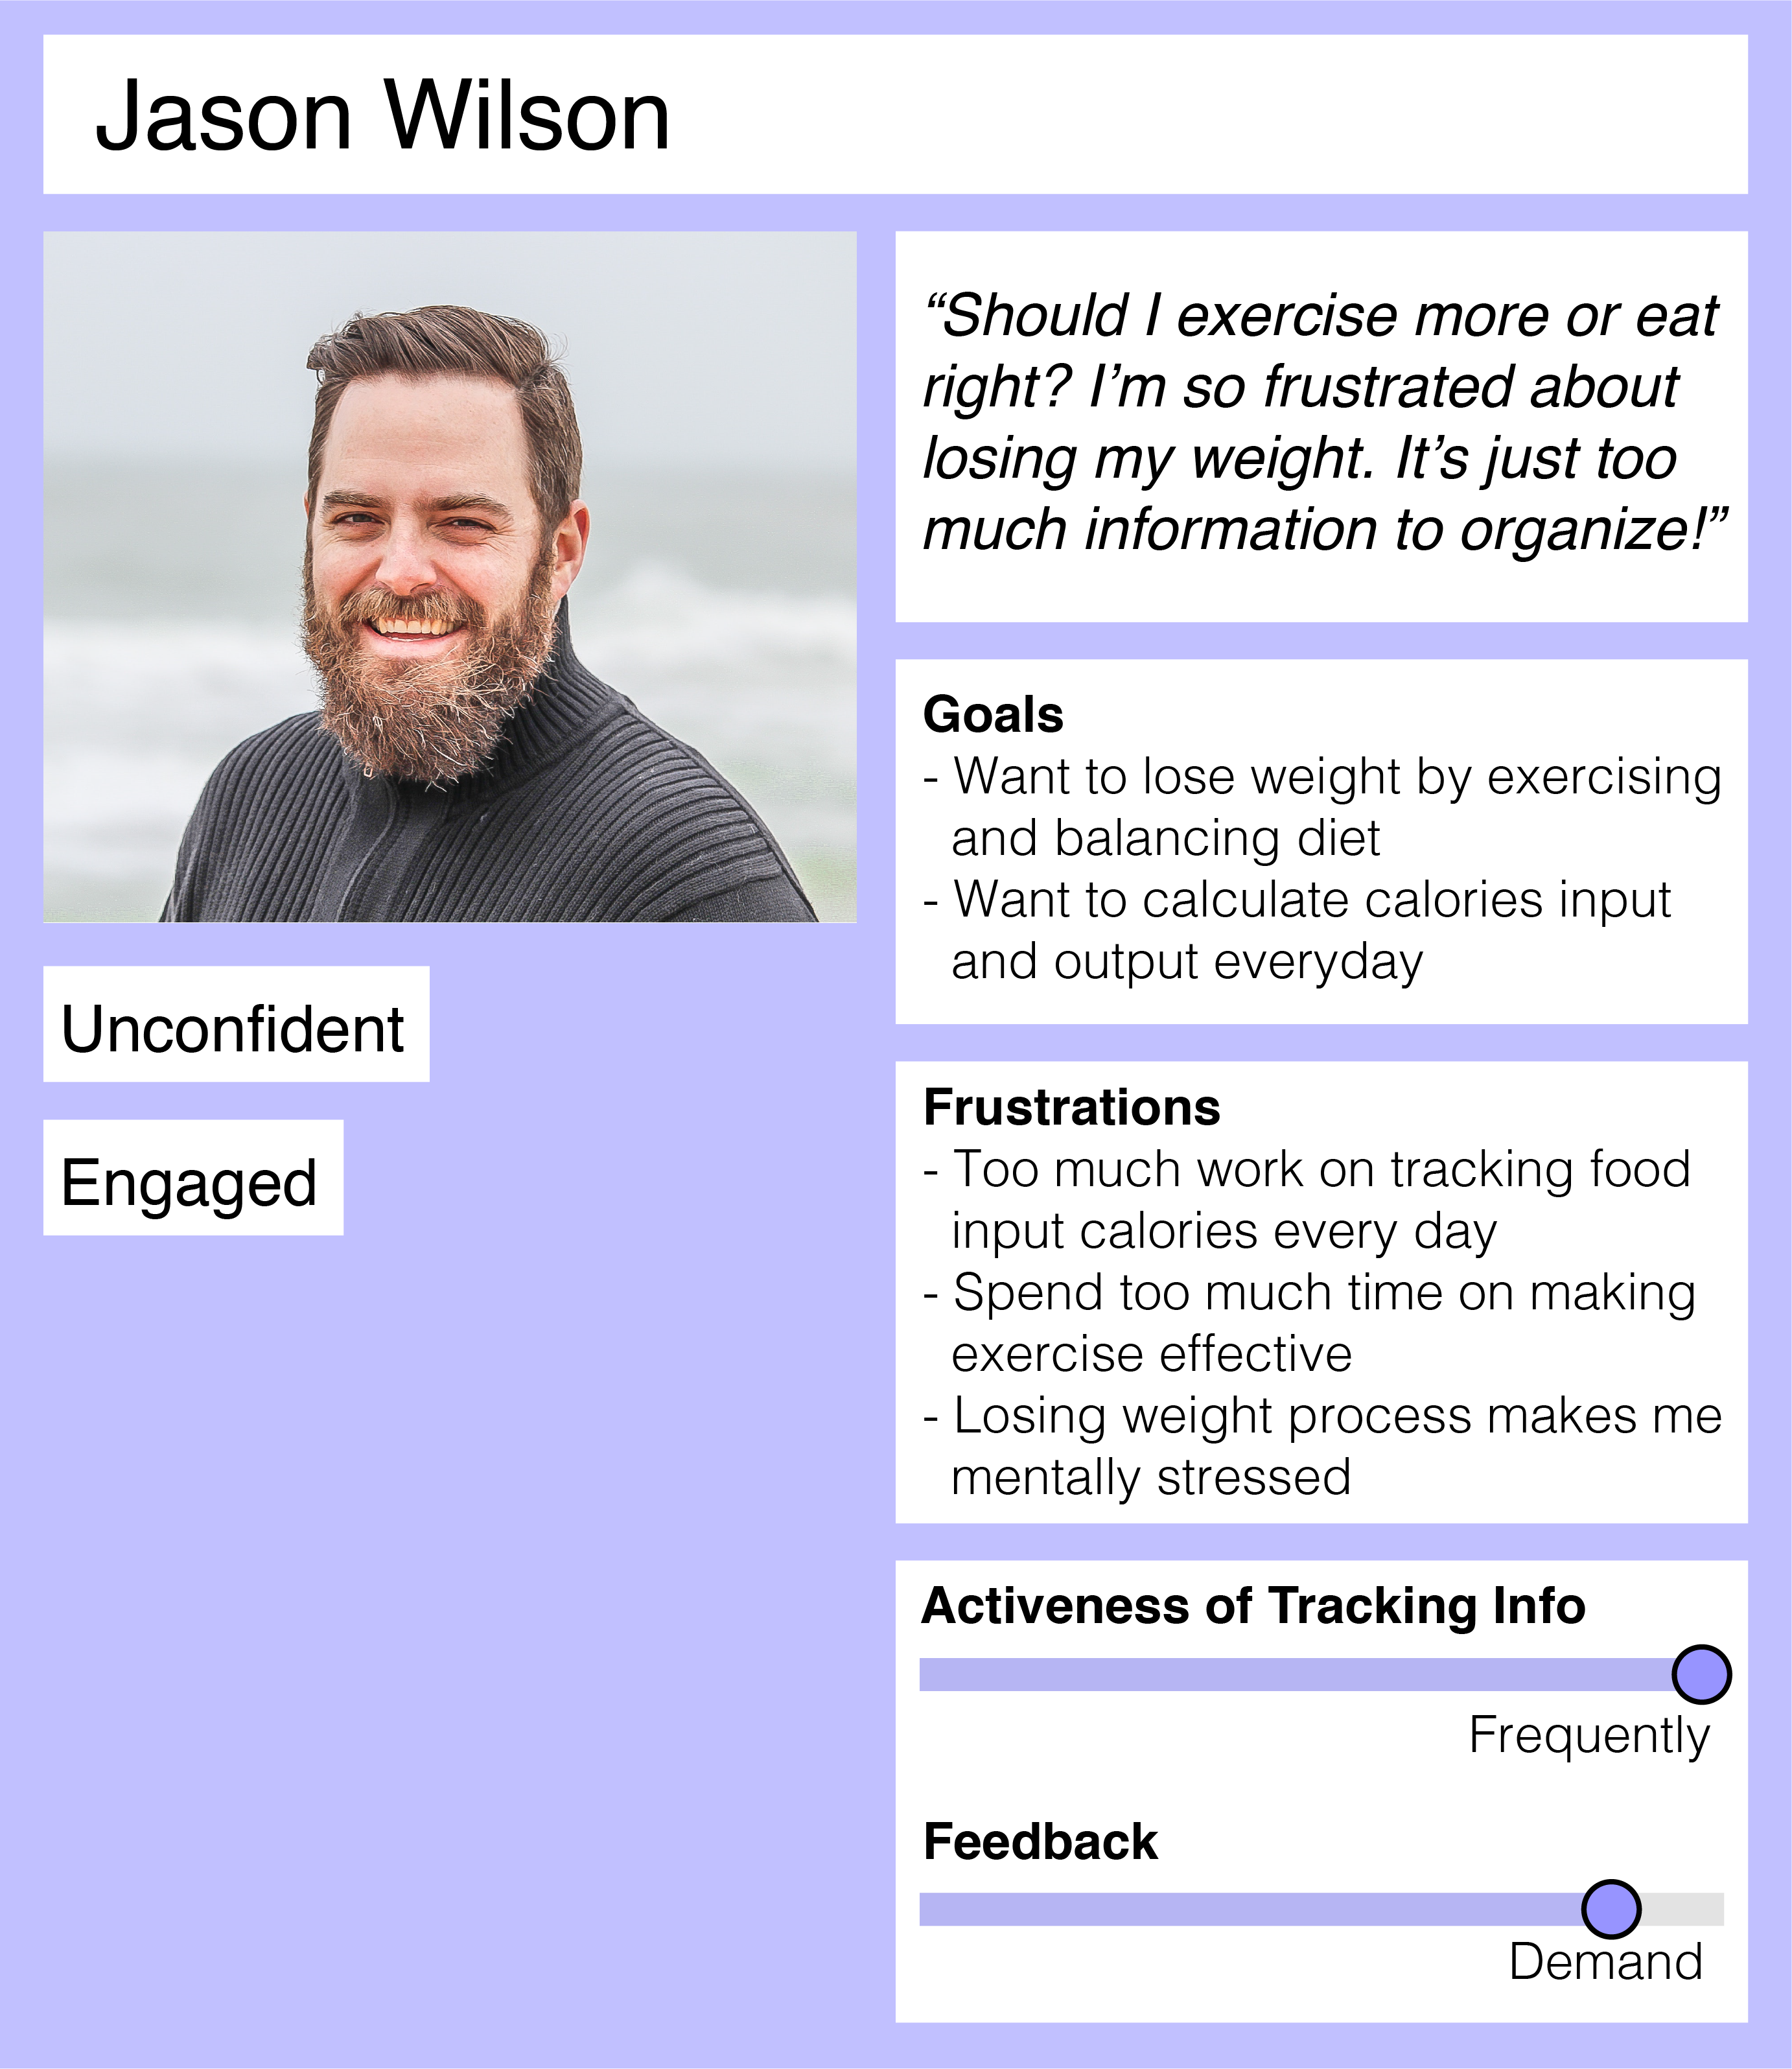 Jason Wilson
“Should I exercise more or eat
right? I’m so frustrated about
losing my weight. It’s just too
much information to organize!”
Goals
- Want to lose weight by exercising
and balancing diet
- Want to calculate calories input
and output everyday
Unconfident
Engaged
Frustrations
- Too much work on tracking food
input calories every day
- Spend too much time on making
exercise effective
- Losing weight process makes me
mentally stressed
Activeness of Tracking Info
Frequently
Feedback
Demand